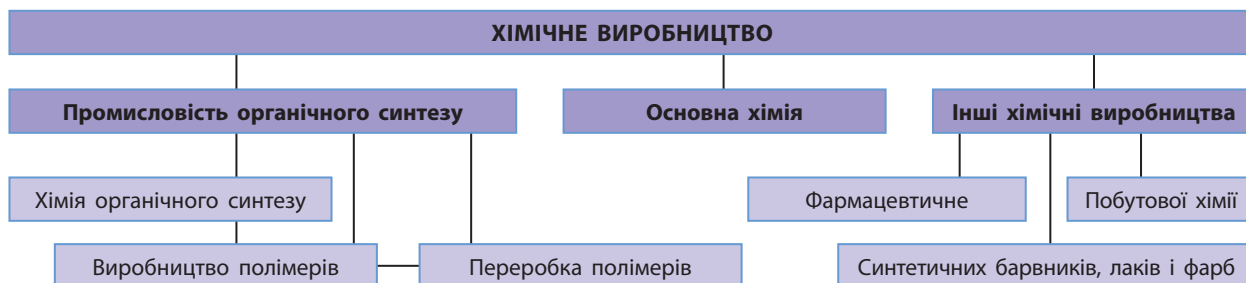 ХІМІЧНЕ ВИРОБНИЦТВО
Промисловість органічного синтезу
Основна хімія
Інші хімічні виробництва
Хімія органічного синтезу
Фармацевтичне
Побутової хімії
Виробництво полімерів
Переробка полімерів
Синтетичних барвників, лаків і фарб